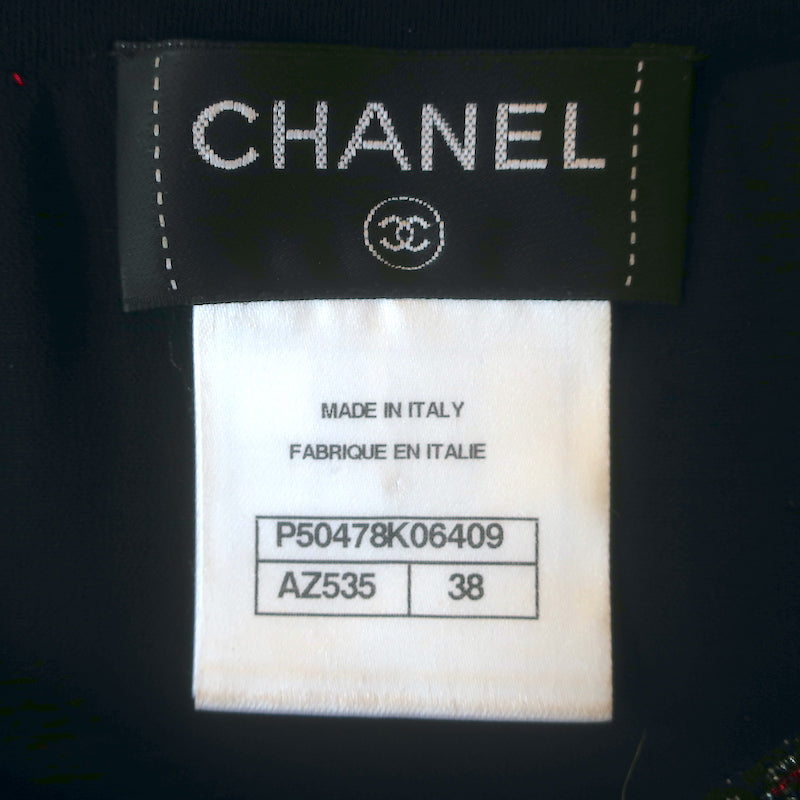 CHANEL
MADE IN ITALY
FABRIQUE EN ITALIE
P50478K06409
AZ535 38